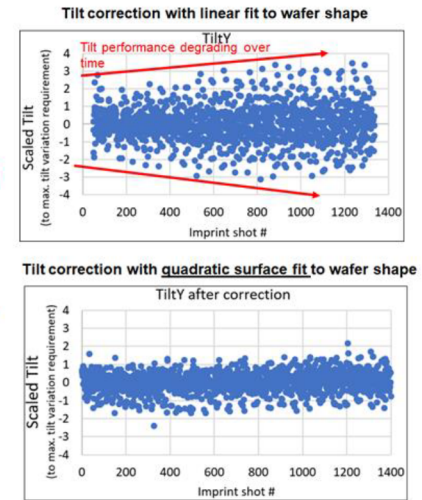 Tilt correction with linear fit to wafer shape
TiltY
Tilt performance degrading over
time
Scaled Tilt
(to max. tilt variation requirement)
4
3
2
1
0
-1
-2
-3
-4
0 200 400 600 800 1000 1200 1400
Imprint shot #
Tilt correction with quadratic surface fit to wafer shape
TiltY after correction
Scaled Tilt
(to max. tilt variation requirement)
4
3
2
1
0
-1
-2
-3
-4
0 200 400 600 800 1000 1200 1400
Imprint shot #